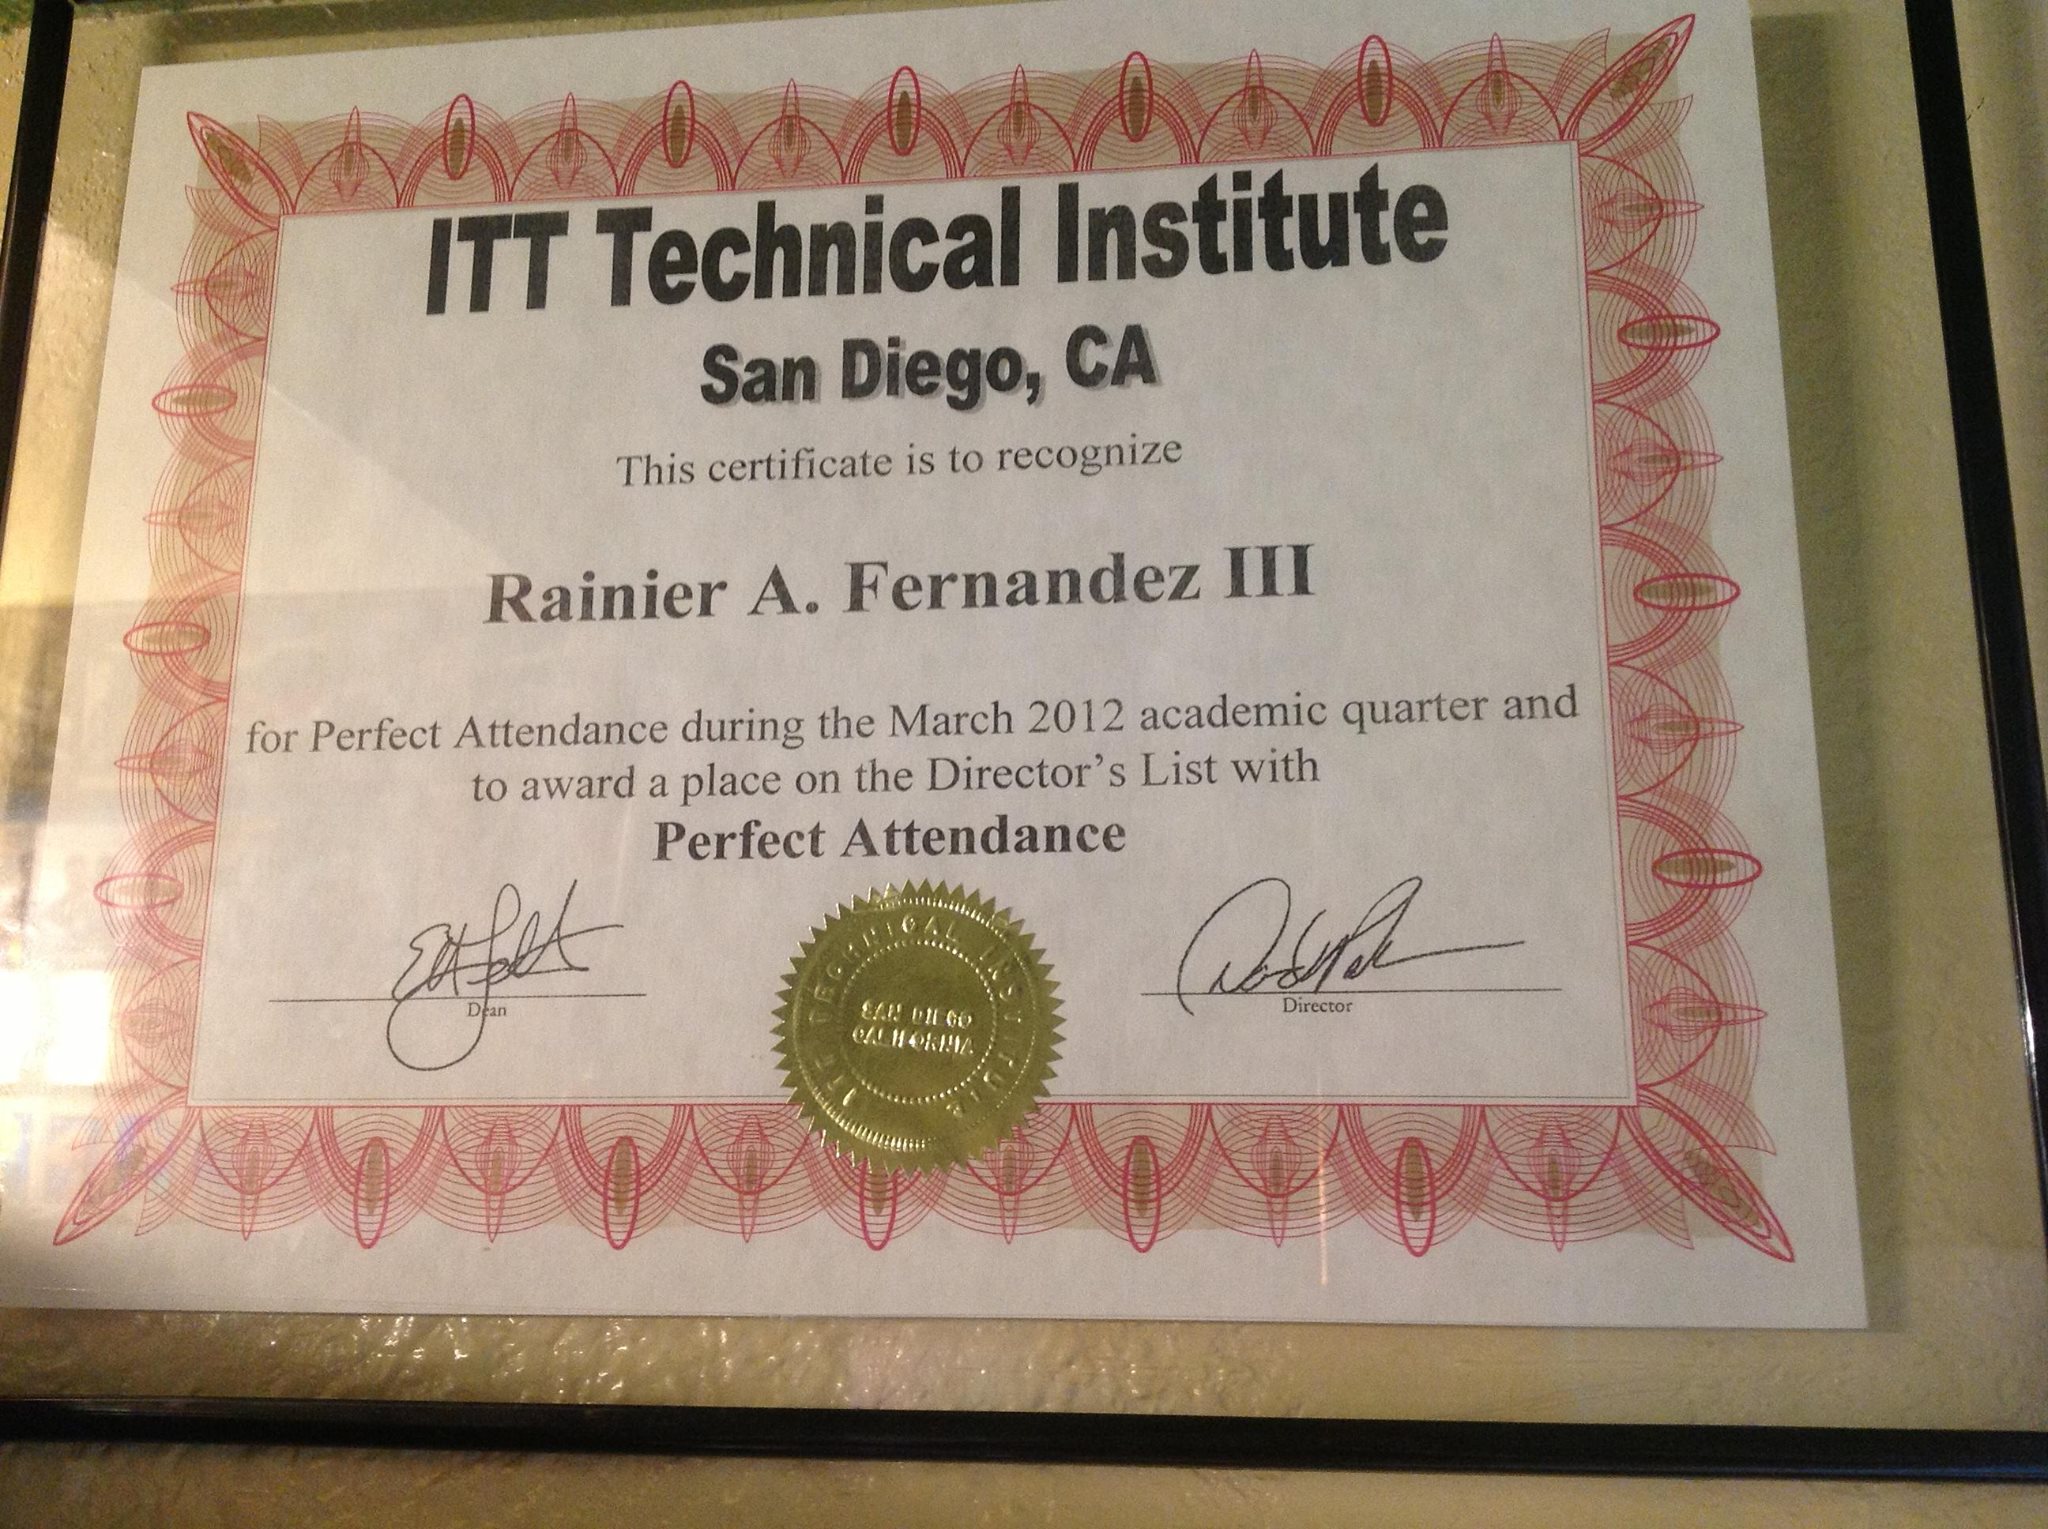 ITT Technical Institute
San Diego, CA
This certificate is to recognize
Rainier A. Fernandez III
for Perfect Attendance during the March 2012 academic quarter and
to award a place on the Director's List with
Perfect Attendance
Dean
Director
ITT TECHNICAL INSTITUTE
SAN DIEGO
CALIFORNIA